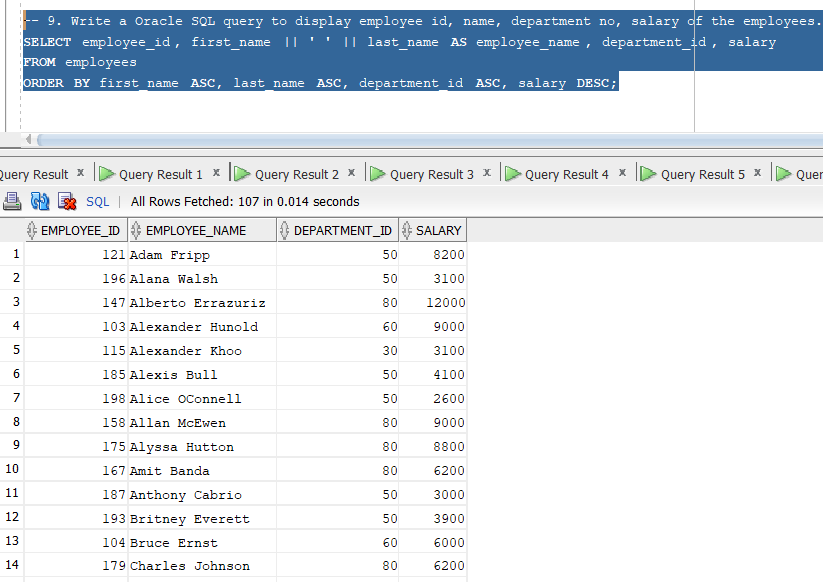 -- 9. Write a Oracle SQL query to display employee id, name, department no, salary of the employees.
SELECT employee_id, first_name || ' ' || last_name AS employee_name, department_id, salary
FROM employees
ORDER BY first_name ASC, last_name ASC, department_id ASC, salary DESC;
Query Result Query Result 1 Query Result 2 Query Result 3 Query Result 4 Query Result 5
SQL All Rows Fetched: 107 in 0.014 seconds
EMPLOYEE_ID EMPLOYEE_NAME DEPARTMENT_ID SALARY
1 121 Adam Fripp 50 8200
2 196 Alana Walsh 50 3100
3 147 Alberto Errazuriz 80 12000
4 103 Alexander Hunold 60 9000
5 115 Alexander Khoo 30 3100
6 185 Alexis Bull 50 4100
7 198 Alice OConnell 50 2600
8 158 Allan McEwen 80 9000
9 175 Alyssa Hutton 80 8800
10 167 Amit Banda 80 6200
11 187 Anthony Cabrio 50 3000
12 193 Britney Everett 50 3900
13 104 Bruce Ernst 60 6000
14 179 Charles Johnson 80 6200